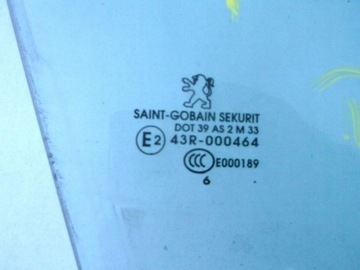 SAINT-GOBAIN SEKURIT
DOT 39 AS 2 M 33
E2 43R-000464
CCC E000189
6